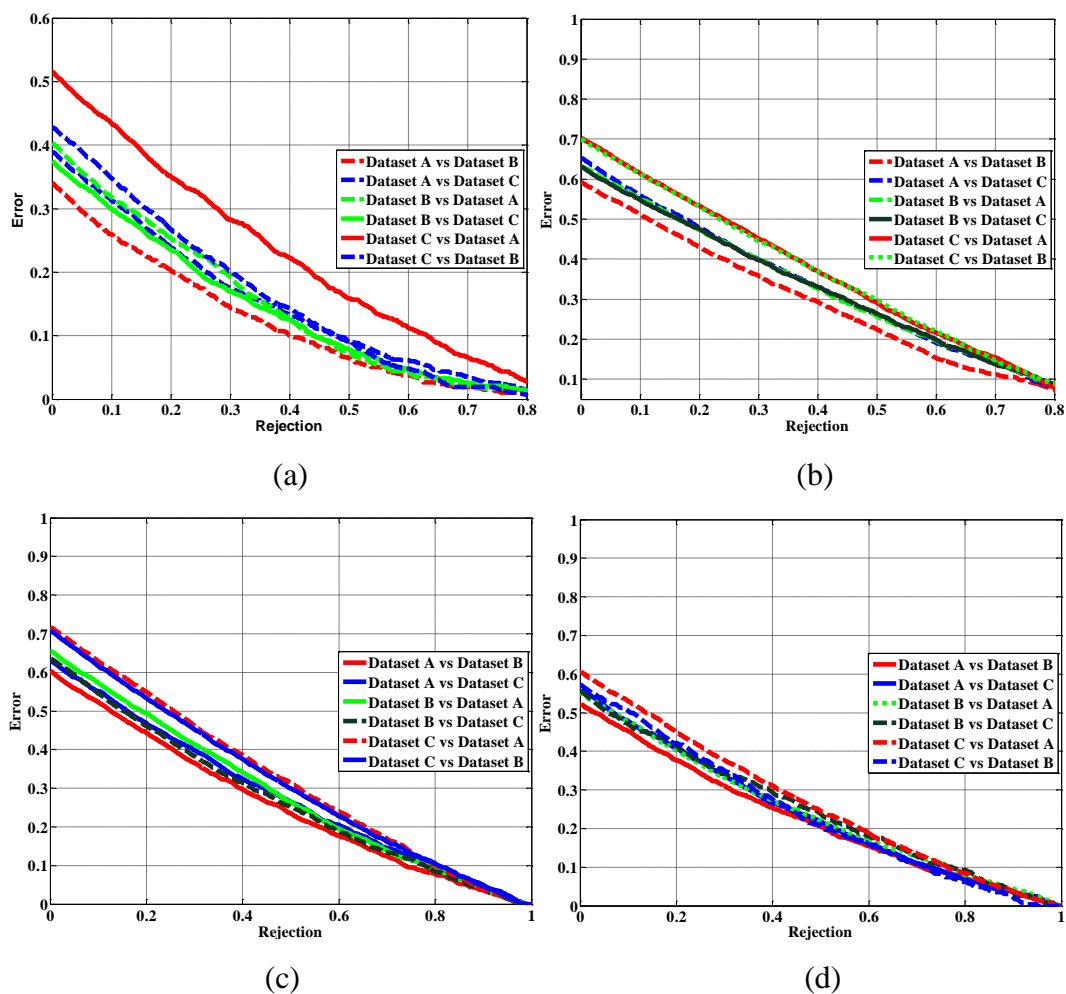 0.6
0.5
0.4
0.3
0.2
0.1
0
Error
0 0.1 0.2 0.3 0.4 0.5 0.6 0.7 0.8
Rejection
Dataset A vs Dataset B
Dataset A vs Dataset C
Dataset B vs Dataset A
Dataset B vs Dataset C
Dataset C vs Dataset A
Dataset C vs Dataset B
(a)
1
0.9
0.8
0.7
0.6
0.5
0.4
0.3
0.2
0.1
Error
0 0.1 0.2 0.3 0.4 0.5 0.6 0.7 0.8
Rejection
Dataset A vs Dataset B
Dataset A vs Dataset C
Dataset B vs Dataset A
Dataset B vs Dataset C
Dataset C vs Dataset A
Dataset C vs Dataset B
(b)
1
0.9
0.8
0.7
0.6
0.5
0.4
0.3
0.2
0.1
0
Error
0 0.2 0.4 0.6 0.8 1
Rejection
Dataset A vs Dataset B
Dataset A vs Dataset C
Dataset B vs Dataset A
Dataset B vs Dataset C
Dataset C vs Dataset A
Dataset C vs Dataset B
(c)
1
0.9
0.8
0.7
0.6
0.5
0.4
0.3
0.2
0.1
0
Error
0 0.2 0.4 0.6 0.8 1
Rejection
Dataset A vs Dataset B
Dataset A vs Dataset C
Dataset B vs Dataset A
Dataset B vs Dataset C
Dataset C vs Dataset A
Dataset C vs Dataset B
(d)